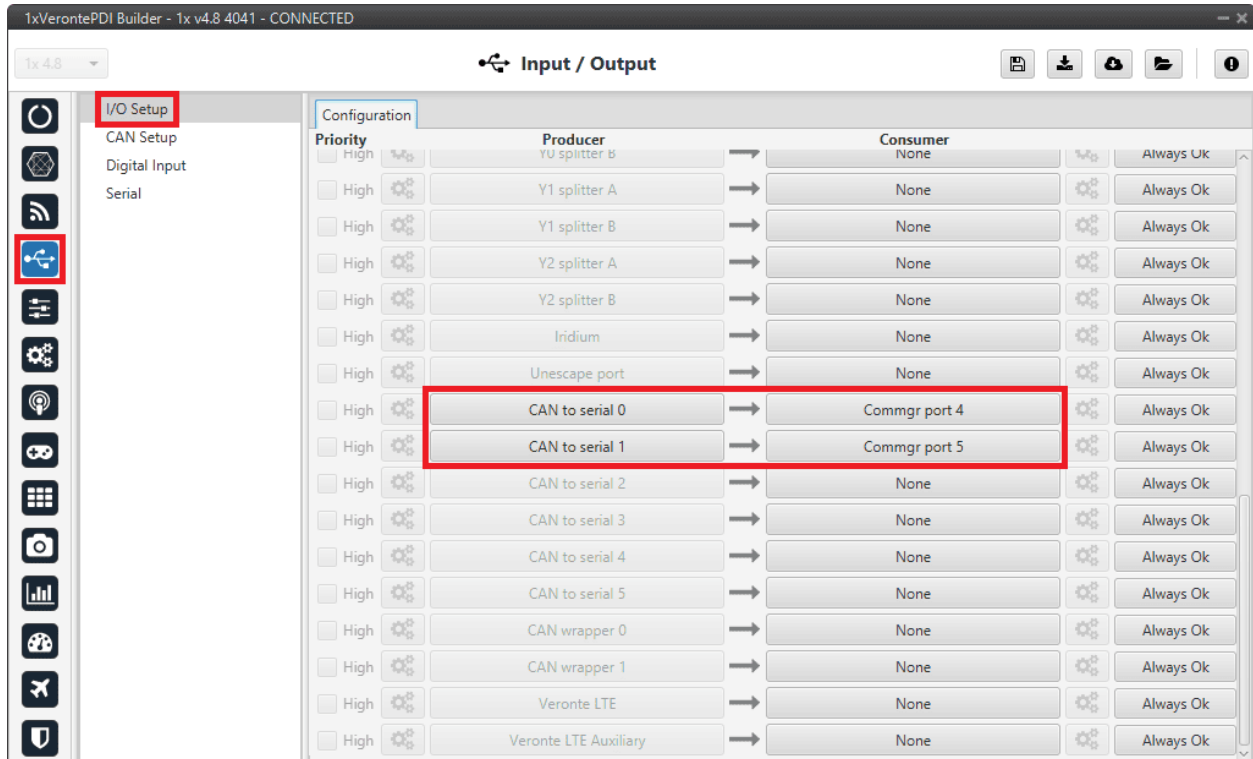 1xVerontePDI Builder - 1x v4.8 4041 - CONNECTED
1x 4.8
Input / Output
I/O Setup
CAN Setup
Digital Input
Serial
Configuration
Priority Producer Consumer
High Y0 splitter B None Always Ok
High Y1 splitter A None Always Ok
High Y1 splitter B None Always Ok
High Y2 splitter A None Always Ok
High Y2 splitter B None Always Ok
High Iridium None Always Ok
High Unescape port None Always Ok
High CAN to serial 0 Commgr port 4 Always Ok
High CAN to serial 1 Commgr port 5 Always Ok
High CAN to serial 2 None Always Ok
High CAN to serial 3 None Always Ok
High CAN to serial 4 None Always Ok
High CAN to serial 5 None Always Ok
High CAN wrapper 0 None Always Ok
High CAN wrapper 1 None Always Ok
High Veronte LTE None Always Ok
High Veronte LTE Auxiliary None Always Ok